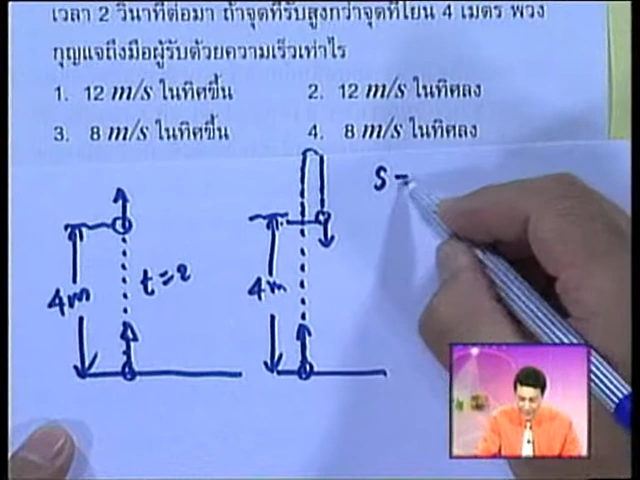 เวลา 2 วินาทีต่อมา ถ้าจุดที่รับสูงกว่าจุดที่โยน 4 เมตร พวง
กุญแจถึงมือผู้รับด้วยความเร็วเท่าไร
1. 12 m/s ในทิศขึ้น 2. 12 m/s ในทิศลง
3. 8 m/s ในทิศขึ้น 4. 8 m/s ในทิศลง
S =
4m t = 2 4m